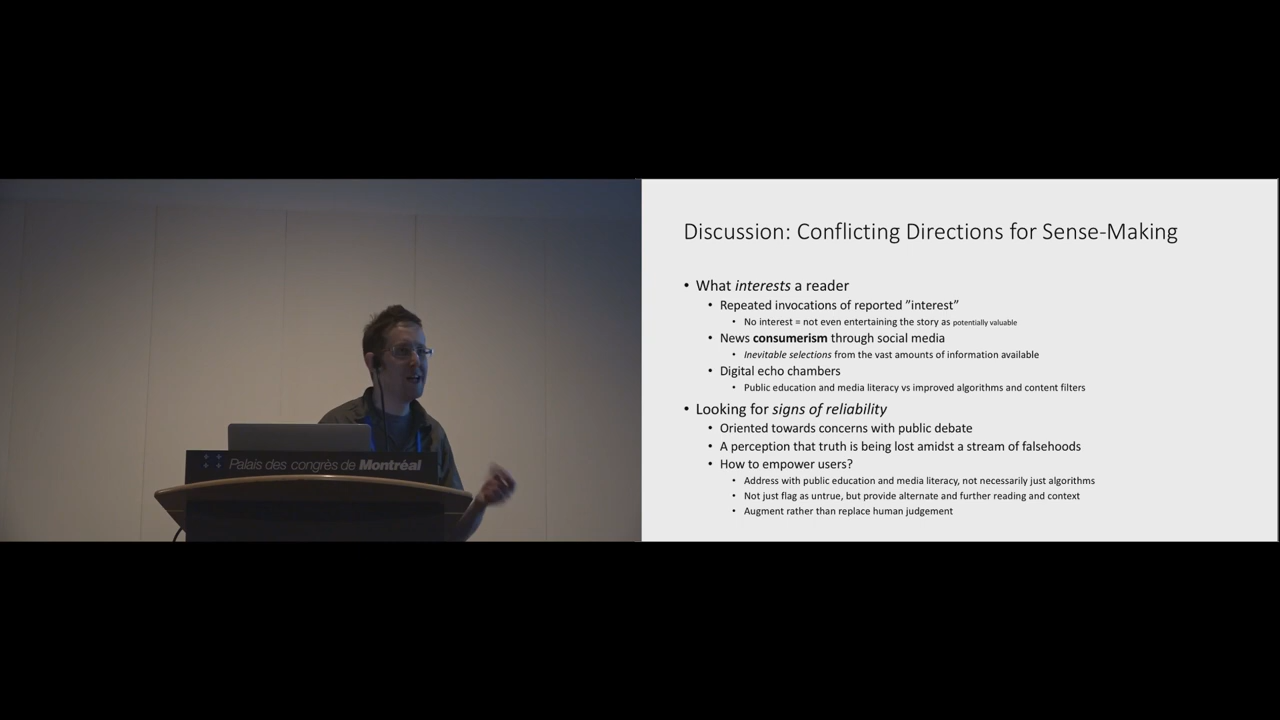 Palais des congrès de Montréal
Discussion: Conflicting Directions for Sense-Making
• What interests a reader
• Repeated invocations of reported ”interest”
• No interest = not even entertaining the story as potentially valuable
• News consumerism through social media
• Inevitable selections from the vast amounts of information available
• Digital echo chambers
• Public education and media literacy vs improved algorithms and content filters
• Looking for signs of reliability
• Oriented towards concerns with public debate
• A perception that truth is being lost amidst a stream of falsehoods
• How to empower users?
• Address with public education and media literacy, not necessarily just algorithms
• Not just flag as untrue, but provide alternate and further reading and context
• Augment rather than replace human judgement